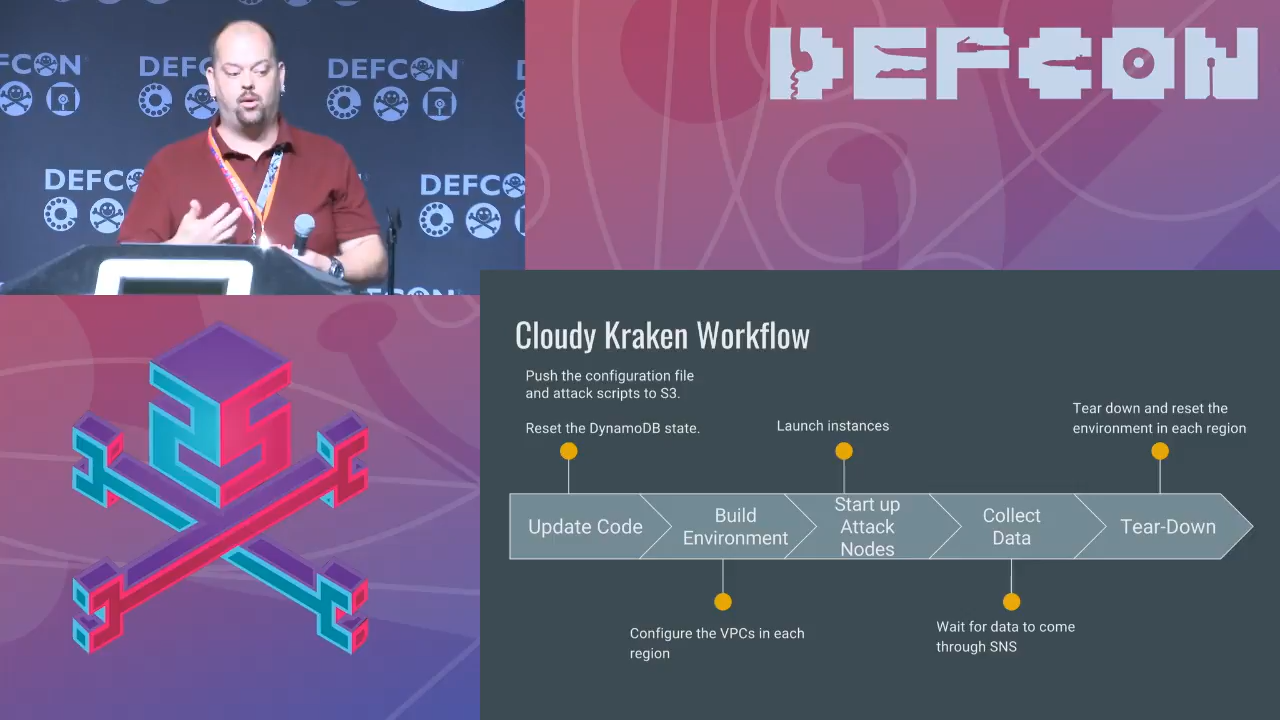 DEFCON
DEFCON
DEFCON
DEFCON
DEFC
DEFCO
DEFCON
Cloudy Kraken Workflow
Push the configuration file
and attack scripts to S3.
Reset the DynamoDB state.
Launch instances
Tear down and reset the
environment in each region
Update Code
Build
Environment
Start up
Attack
Nodes
Collect
Data
Tear-Down
Configure the VPCs in each
region
Wait for data to come
through SNS